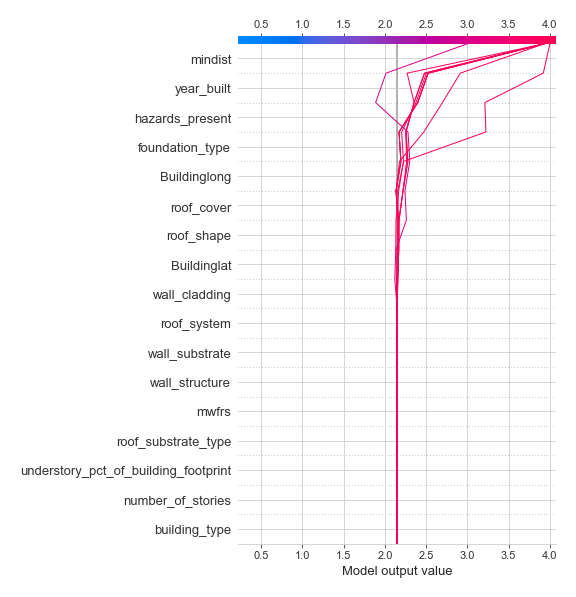 0.5 1.0 1.5 2.0 2.5 3.0 3.5 4.0
mindist
year_built
hazards_present
foundation_type
Buildinglong
roof_cover
roof_shape
Buildinglat
wall_cladding
roof_system
wall_substrate
wall_structure
mwfrs
roof_substrate_type
understory_pct_of_building_footprint
number_of_stories
building_type
0.5 1.0 1.5 2.0 2.5 3.0 3.5 4.0
Model output value